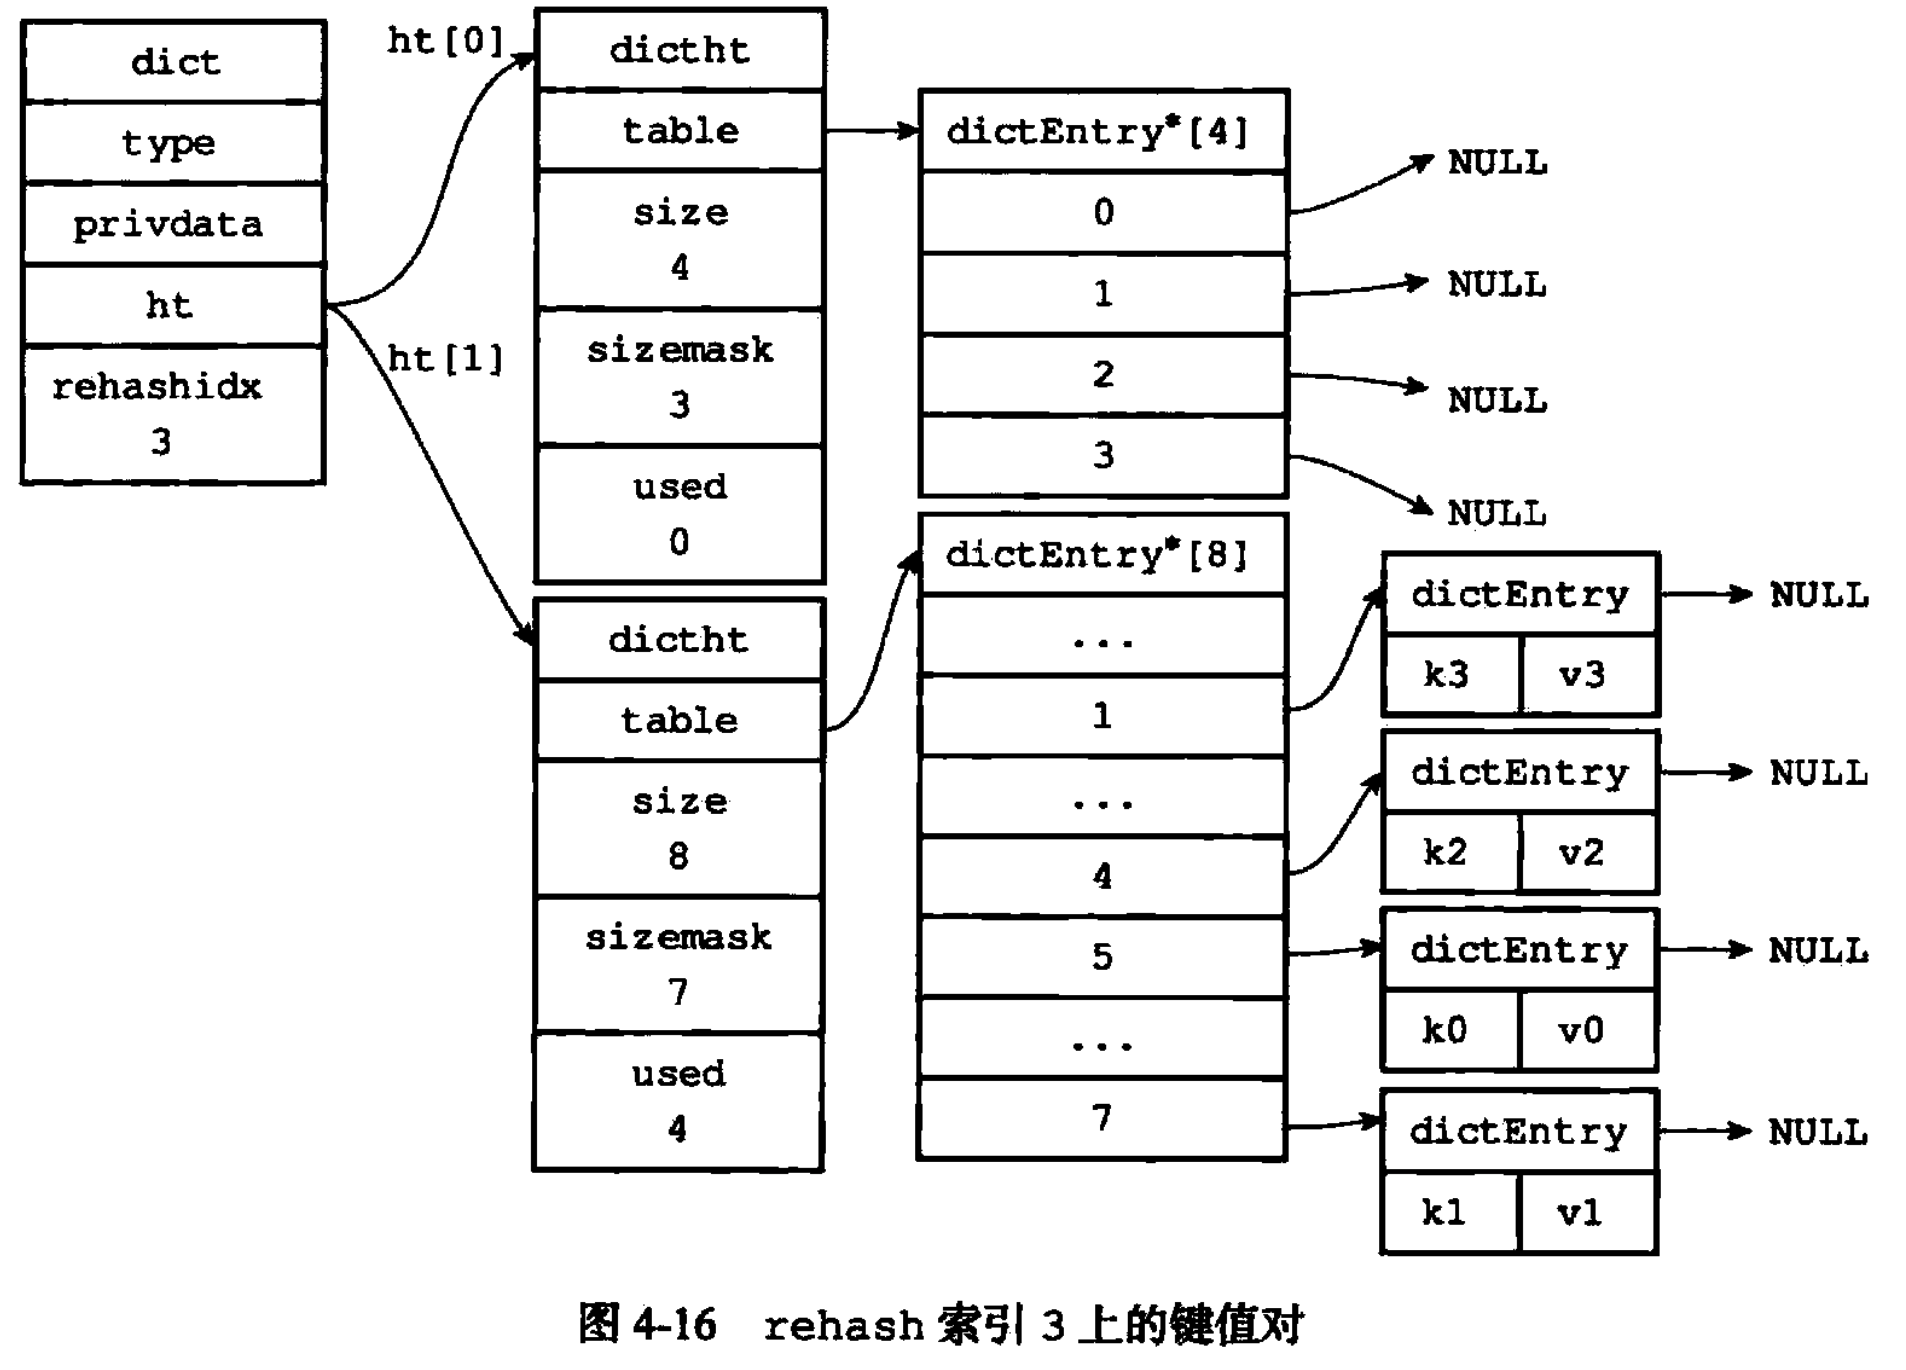 dict
type
privdata
ht
rehashidx
3
ht[0]
ht[1]
dictht
table
size
4
sizemask
3
used
0
dictEntry*[4]
0
1
2
3
NULL
NULL
NULL
NULL
dictht
table
size
8
sizemask
7
used
4
dictEntry*[8]
...
1
...
4
5
...
7
dictEntry
k3 v3
NULL
dictEntry
k2 v2
NULL
dictEntry
k0 v0
NULL
dictEntry
k1 v1
NULL
图 4-16 rehash 索引 3 上的键值对